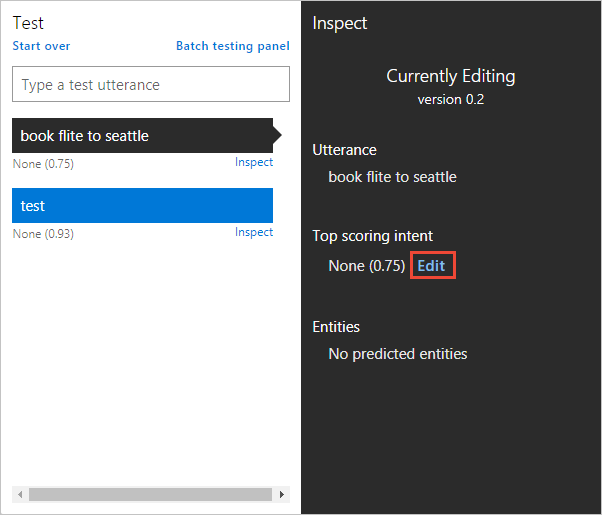 Test
Start over Batch testing panel
Type a test utterance
book flite to seattle
None (0.75) Inspect
test
None (0.93) Inspect
Inspect
Currently Editing
version 0.2
Utterance
book flite to seattle
Top scoring intent
None (0.75) Edit
Entities
No predicted entities